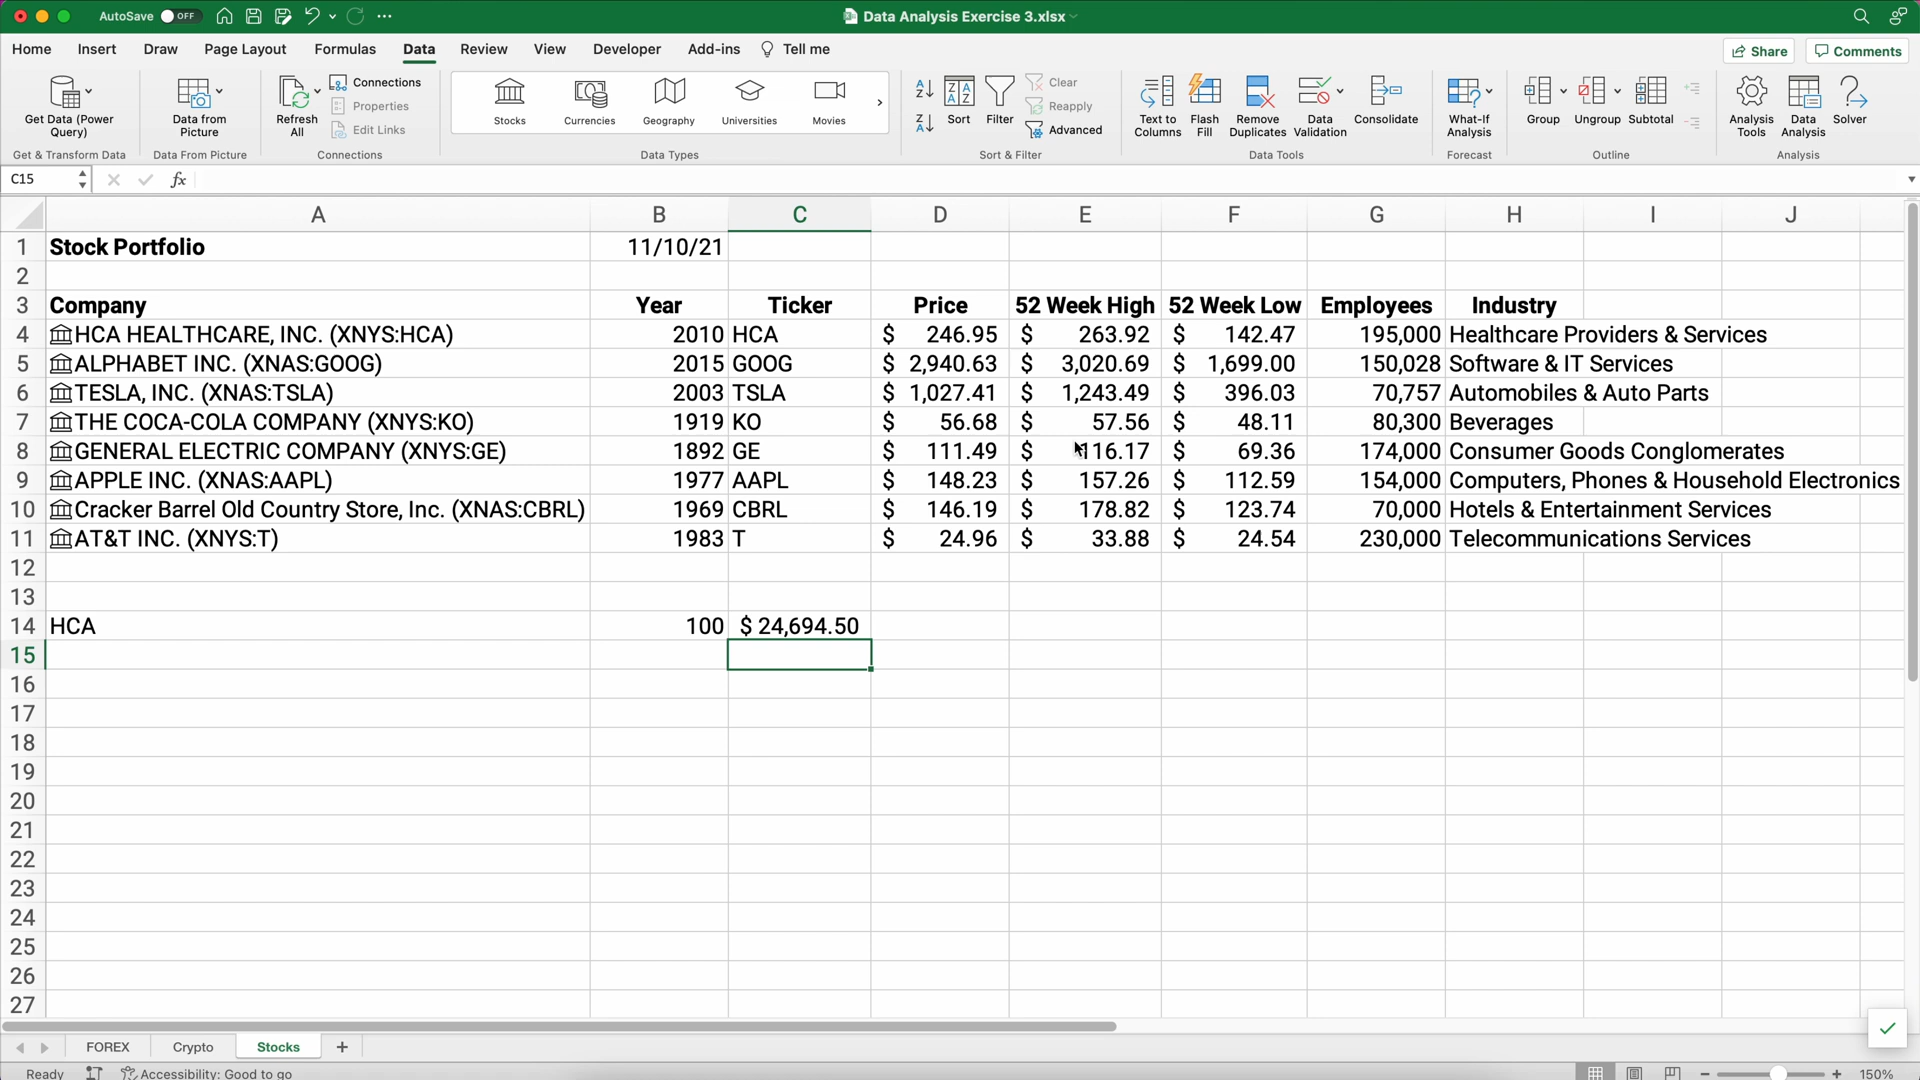 AutoSave OFF Data Analysis Exercise 3.xlsx
Home Insert Draw Page Layout Formulas Data Review View Developer Add-ins Tell me Share Comments
Get Data (Power Query) Get & Transform Data
Data from Picture Data From Picture
Refresh All Connections Properties Edit Links Connections
Stocks Currencies Geography Universities Movies Data Types
Sort Filter Clear Reapply Advanced Sort & Filter
Text to Columns Flash Fill Remove Duplicates Data Validation Consolidate Data Tools
What-If Analysis Forecast
Group Ungroup Subtotal Outline
Analysis Tools Data Analysis Solver Analysis
C15 fx
A B C D E F G H I J
1 Stock Portfolio 11/10/21
2
3 Company Year Ticker Price 52 Week High 52 Week Low Employees Industry
4 HCA HEALTHCARE, INC. (XNYS:HCA) 2010 HCA $ 246.95 $ 263.92 $ 142.47 195,000 Healthcare Providers & Services
5 ALPHABET INC. (XNAS:GOOG) 2015 GOOG $ 2,940.63 $ 3,020.69 $ 1,699.00 150,028 Software & IT Services
6 TESLA, INC. (XNAS:TSLA) 2003 TSLA $ 1,027.41 $ 1,243.49 $ 396.03 70,757 Automobiles & Auto Parts
7 THE COCA-COLA COMPANY (XNYS:KO) 1919 KO $ 56.68 $ 57.56 $ 48.11 80,300 Beverages
8 GENERAL ELECTRIC COMPANY (XNYS:GE) 1892 GE $ 111.49 $ 116.17 $ 69.36 174,000 Consumer Goods Conglomerates
9 APPLE INC. (XNAS:AAPL) 1977 AAPL $ 148.23 $ 157.26 $ 112.59 154,000 Computers, Phones & Household Electronics
10 Cracker Barrel Old Country Store, Inc. (XNAS:CBRL) 1969 CBRL $ 146.19 $ 178.82 $ 123.74 70,000 Hotels & Entertainment Services
11 AT&T INC. (XNYS:T) 1983 T $ 24.96 $ 33.88 $ 24.54 230,000 Telecommunications Services
12
13
14 HCA 100 $ 24,694.50
15
16
17
18
19
20
21
22
23
24
25
26
27
FOREX Crypto Stocks
Ready Accessibility: Good to go 150%